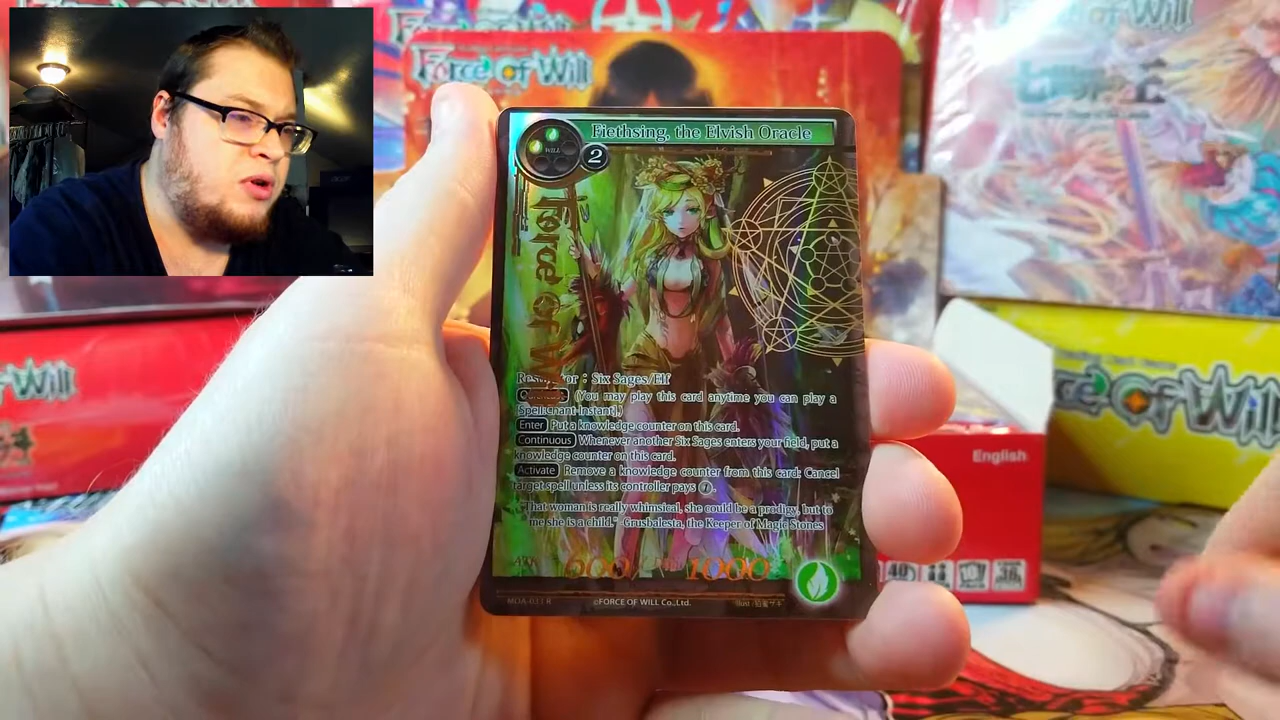 Force of Will
Force of Will
Fiethsing, the Elvish Oracle
WILL
2
Force of W
Resonator : Six Sages/Elf
(You may play this card anytime you can play a
[Spell:Chant-Instant].)
Enter Put a knowledge counter on this card.
Continuous Whenever another Six Sages enters your field, put a
knowledge counter on this card.
Activate Remove a knowledge counter from this card: Cancel
target spell unless its controller pays 1.
"That woman is really whimsical, she could be a prodigy, but to
me she is a child." -Grusbalesta, the Keeper of Magic Stones
600 1000
©FORCE OF WILL Co.,Ltd.
Will
ce of Wil
English
40